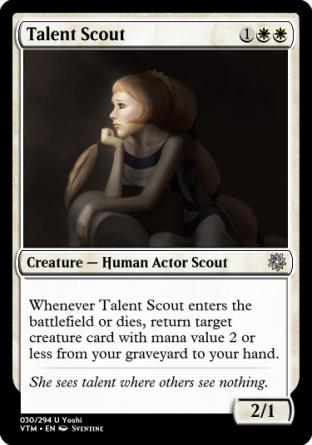 Talent Scout 1
Creature — Human Actor Scout
Whenever Talent Scout enters the
battlefield or dies, return target
creature card with mana value 2 or
less from your graveyard to your hand.
She sees talent where others see nothing.
2/1
030/294 U Yoshi
VTM • EN Sventine